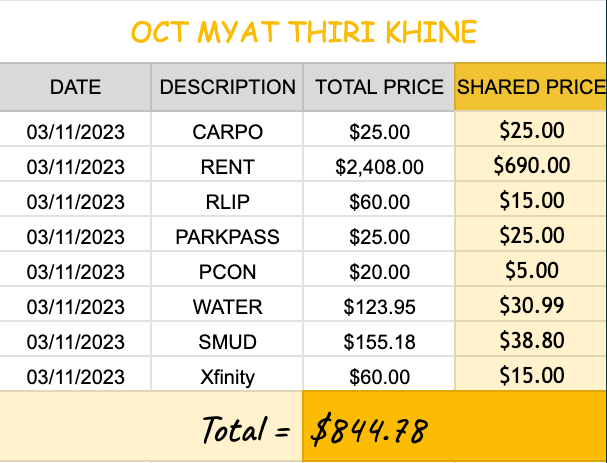 OCT MYAT THIRI KHINE
DATE DESCRIPTION TOTAL PRICE SHARED PRICE
03/11/2023 CARPO $25.00 $25.00
03/11/2023 RENT $2,408.00 $690.00
03/11/2023 RLIP $60.00 $15.00
03/11/2023 PARKPASS $25.00 $25.00
03/11/2023 PCON $20.00 $5.00
03/11/2023 WATER $123.95 $30.99
03/11/2023 SMUD $155.18 $38.80
03/11/2023 Xfinity $60.00 $15.00
Total = $844.78